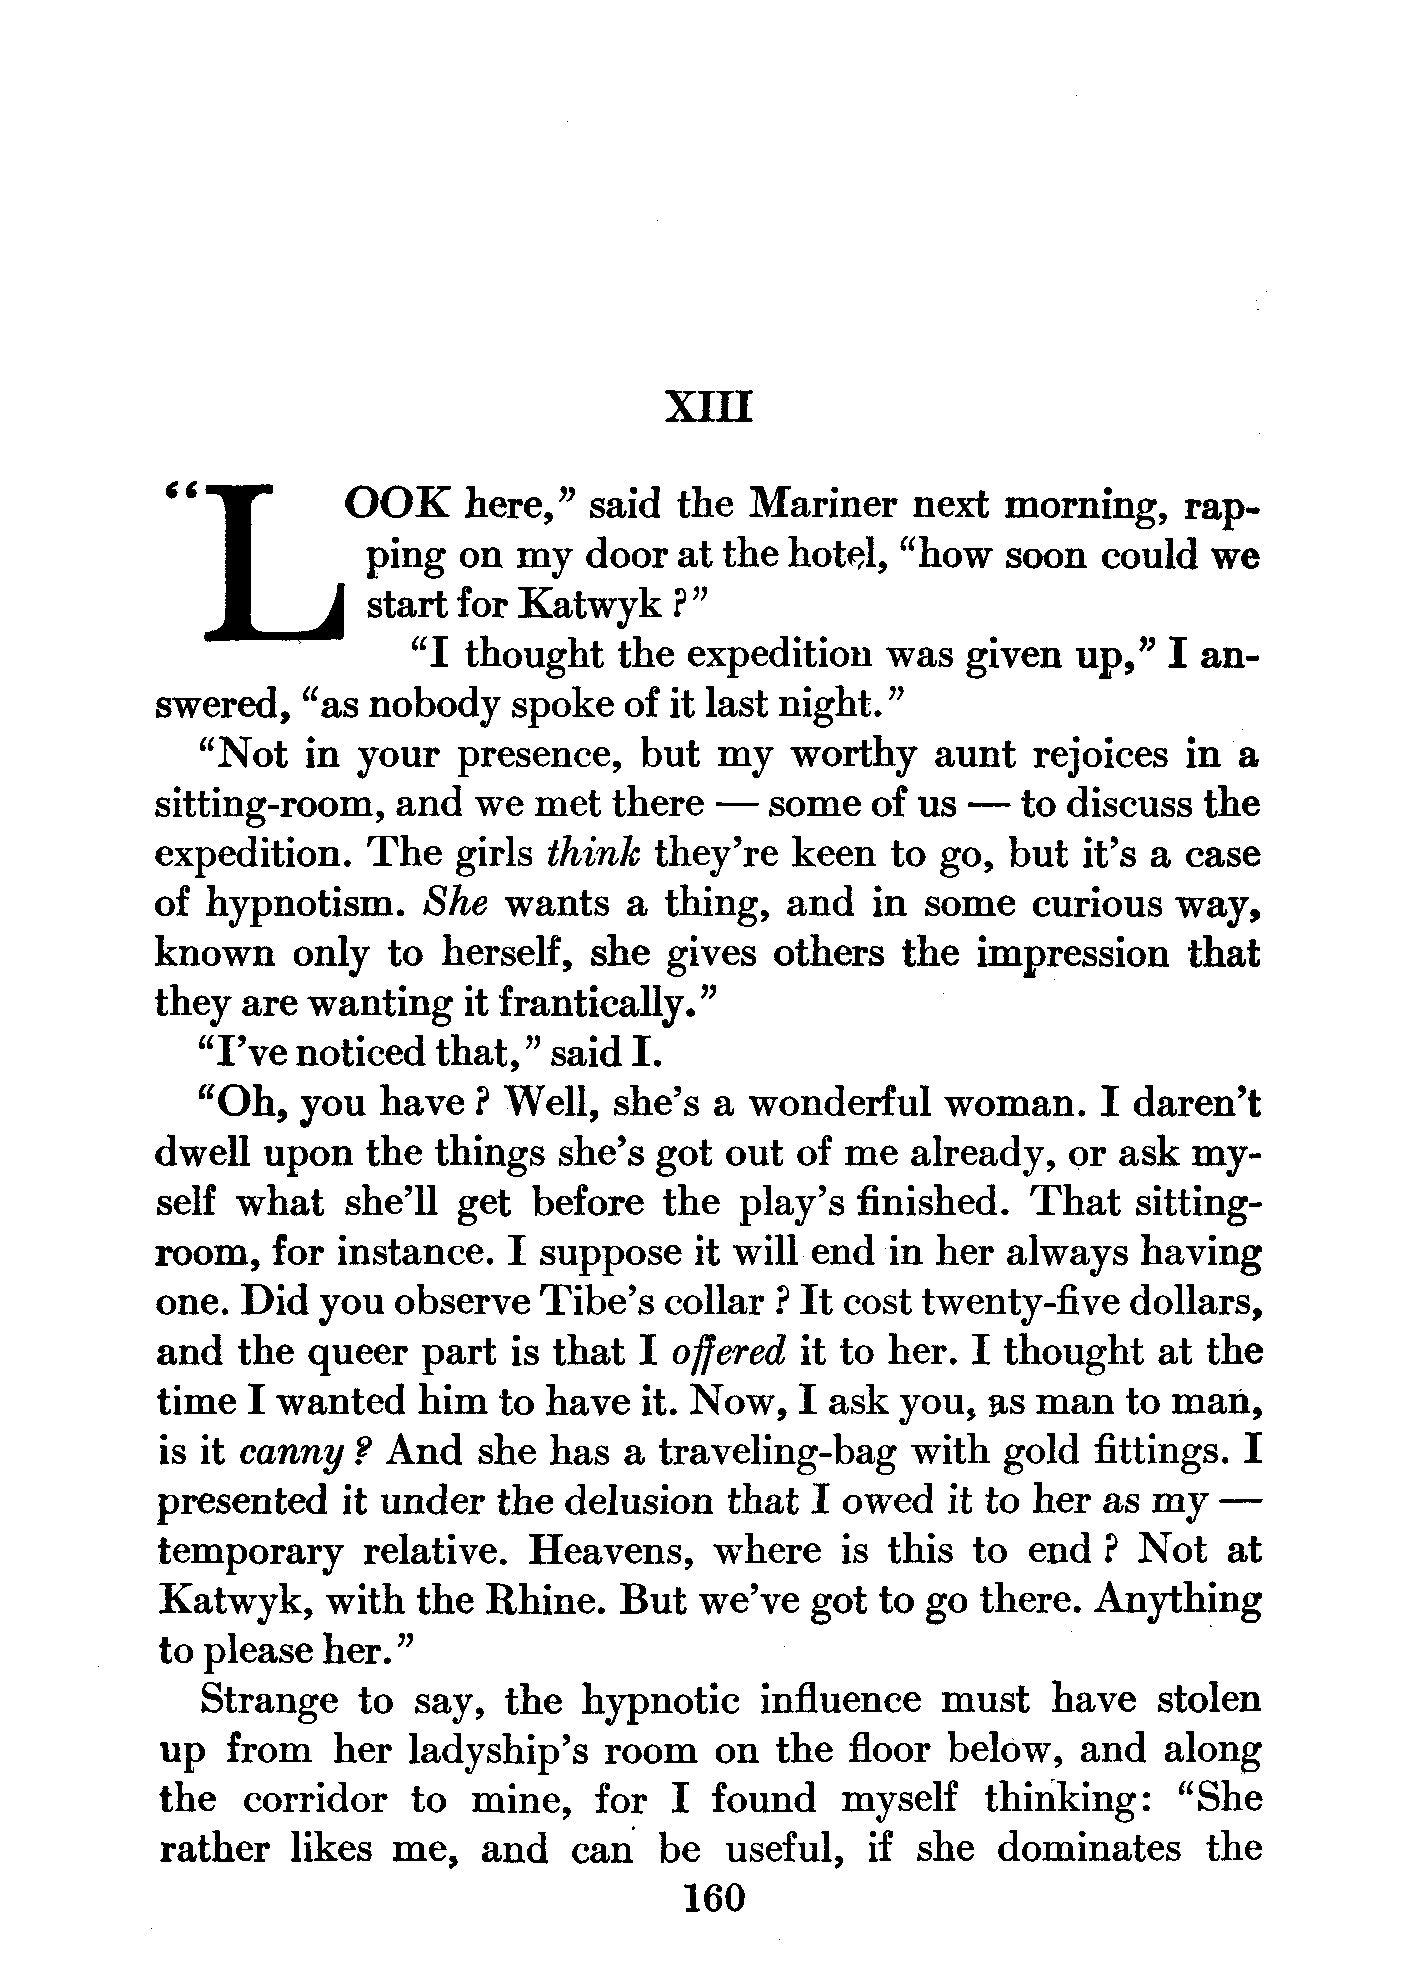 XIII
“LOOK here,” said the Mariner next morning, rap-
ping on my door at the hotel, “how soon could we
start for Katwyk?”
“I thought the expedition was given up,” I an-
swered, “as nobody spoke of it last night.”
“Not in your presence, but my worthy aunt rejoices in a
sitting-room, and we met there — some of us — to discuss the
expedition. The girls think they’re keen to go, but it’s a case
of hypnotism. She wants a thing, and in some curious way,
known only to herself, she gives others the impression that
they are wanting it frantically.”
“I’ve noticed that,” said I.
“Oh, you have? Well, she’s a wonderful woman. I daren’t
dwell upon the things she’s got out of me already, or ask my-
self what she’ll get before the play’s finished. That sitting-
room, for instance. I suppose it will end in her always having
one. Did you observe Tibe’s collar? It cost twenty-five dollars,
and the queer part is that I offered it to her. I thought at the
time I wanted him to have it. Now, I ask you, as man to man,
is it canny? And she has a traveling-bag with gold fittings. I
presented it under the delusion that I owed it to her as my —
temporary relative. Heavens, where is this to end? Not at
Katwyk, with the Rhine. But we’ve got to go there. Anything
to please her.”
Strange to say, the hypnotic influence must have stolen
up from her ladyship’s room on the floor below, and along
the corridor to mine, for I found myself thinking: “She
rather likes me, and can be useful, if she dominates the
160